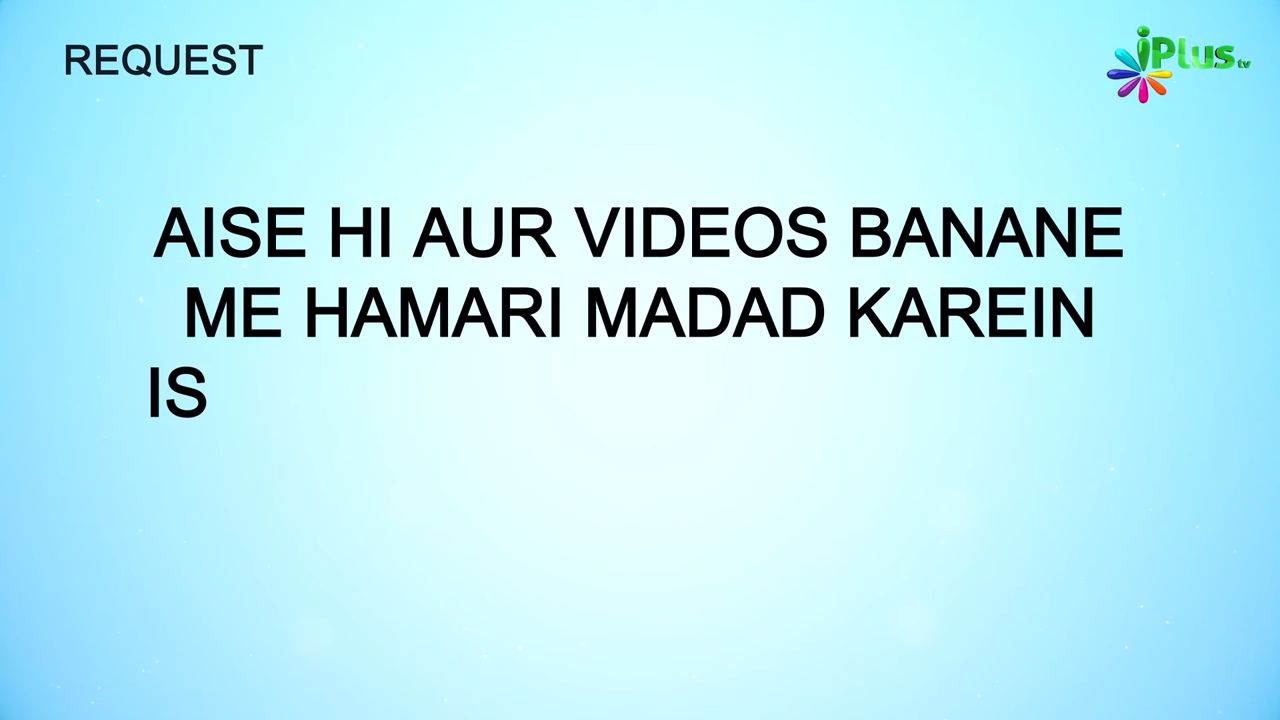 REQUEST
iPlus tv
AISE HI AUR VIDEOS BANANE
ME HAMARI MADAD KAREIN
IS